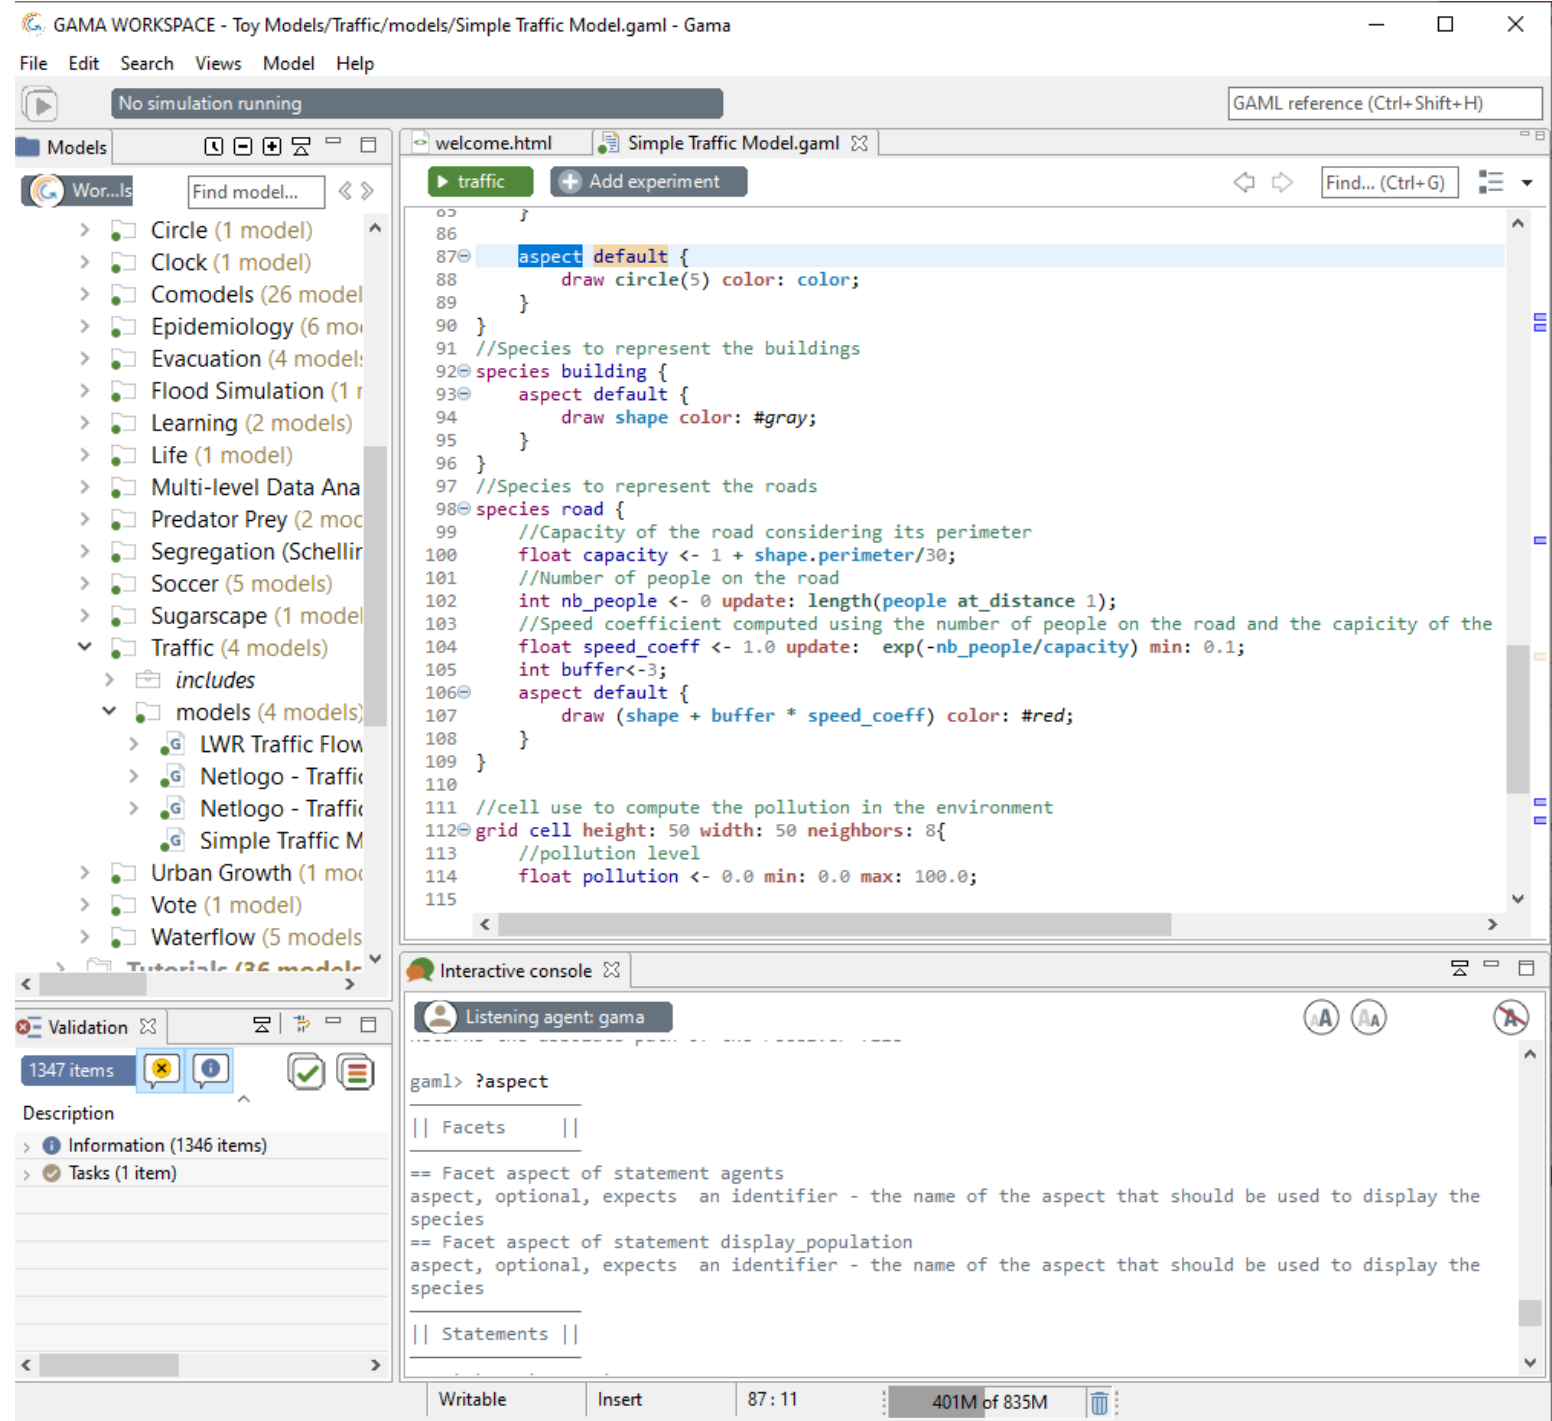 GAMA WORKSPACE - Toy Models/Traffic/models/Simple Traffic Model.gaml - Gama
File Edit Search Views Model Help
No simulation running
GAML reference (Ctrl+Shift+H)
Models
Wor...ls
Find model...
Circle (1 model)
Clock (1 model)
Comodels (26 model
Epidemiology (6 mo
Evacuation (4 models
Flood Simulation (1 r
Learning (2 models)
Life (1 model)
Multi-level Data Ana
Predator Prey (2 mod
Segregation (Schellir
Soccer (5 models)
Sugarscape (1 model
Traffic (4 models)
includes
models (4 models)
LWR Traffic Flow
Netlogo - Traffic
Netlogo - Traffic
Simple Traffic M
Urban Growth (1 mod
Vote (1 model)
Waterflow (5 models
Tutorials (36 models
welcome.html
Simple Traffic Model.gaml
traffic
Add experiment
Find... (Ctrl+G)
85 }
86
87 aspect default {
88 draw circle(5) color: color;
89 }
90 }
91 //Species to represent the buildings
92 species building {
93 aspect default {
94 draw shape color: #gray;
95 }
96 }
97 //Species to represent the roads
98 species road {
99 //Capacity of the road considering its perimeter
100 float capacity <- 1 + shape.perimeter/30;
101 //Number of people on the road
102 int nb_people <- 0 update: length(people at_distance 1);
103 //Speed coefficient computed using the number of people on the road and the capicity of the
104 float speed_coeff <- 1.0 update:  exp(-nb_people/capacity) min: 0.1;
105 int buffer<-3;
106 aspect default {
107 draw (shape + buffer * speed_coeff) color: #red;
108 }
109 }
110
111 //cell use to compute the pollution in the environment
112 grid cell height: 50 width: 50 neighbors: 8{
113 //pollution level
114 float pollution <- 0.0 min: 0.0 max: 100.0;
115
Validation
1347 items
Description
Information (1346 items)
Tasks (1 item)
Interactive console
Listening agent: gama
gaml> ?aspect
|| Facets ||
== Facet aspect of statement agents
aspect, optional, expects  an identifier - the name of the aspect that should be used to display the
species
== Facet aspect of statement display_population
aspect, optional, expects  an identifier - the name of the aspect that should be used to display the
species
|| Statements ||
Writable
Insert
87 : 11
401M of 835M